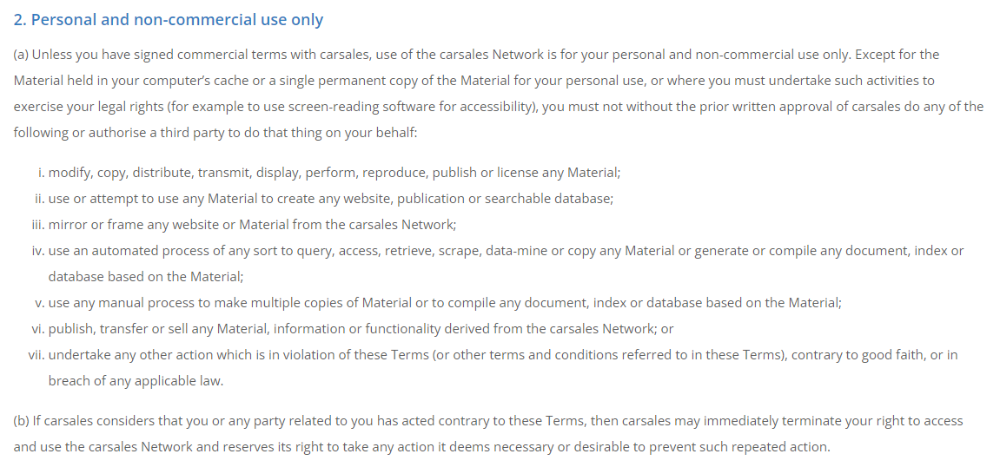 2. Personal and non-commercial use only
(a) Unless you have signed commercial terms with carsales, use of the carsales Network is for your personal and non-commercial use only. Except for the
Material held in your computer's cache or a single permanent copy of the Material for your personal use, or where you must undertake such activities to
exercise your legal rights (for example to use screen-reading software for accessibility), you must not without the prior written approval of carsales do any of the
following or authorise a third party to do that thing on your behalf:
i. modify, copy, distribute, transmit, display, perform, reproduce, publish or license any Material;
ii. use or attempt to use any Material to create any website, publication or searchable database;
iii. mirror or frame any website or Material from the carsales Network;
iv. use an automated process of any sort to query, access, retrieve, scrape, data-mine or copy any Material or generate or compile any document, index or
database based on the Material;
v. use any manual process to make multiple copies of Material or to compile any document, index or database based on the Material;
vi. publish, transfer or sell any Material, information or functionality derived from the carsales Network; or
vii. undertake any other action which is in violation of these Terms (or other terms and conditions referred to in these Terms), contrary to good faith, or in
breach of any applicable law.
(b) If carsales considers that you or any party related to you has acted contrary to these Terms, then carsales may immediately terminate your right to access
and use the carsales Network and reserves its right to take any action it deems necessary or desirable to prevent such repeated action.